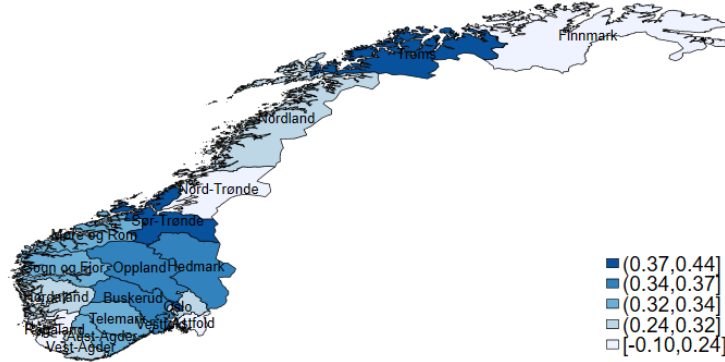 Finnmark
Troms
Nordland
Nord-Trønde
Sør-Trønde
Møre og Rom
Sogn og Fjor
Oppland
Hedmark
Hordaland
Buskerud
Oslo
Telemark
Vestf
Østfold
Rogaland
Aust-Agder
Vest-Agder
(0.37,0.44]
(0.34,0.37]
(0.32,0.34]
(0.24,0.32]
[-0.10,0.24]